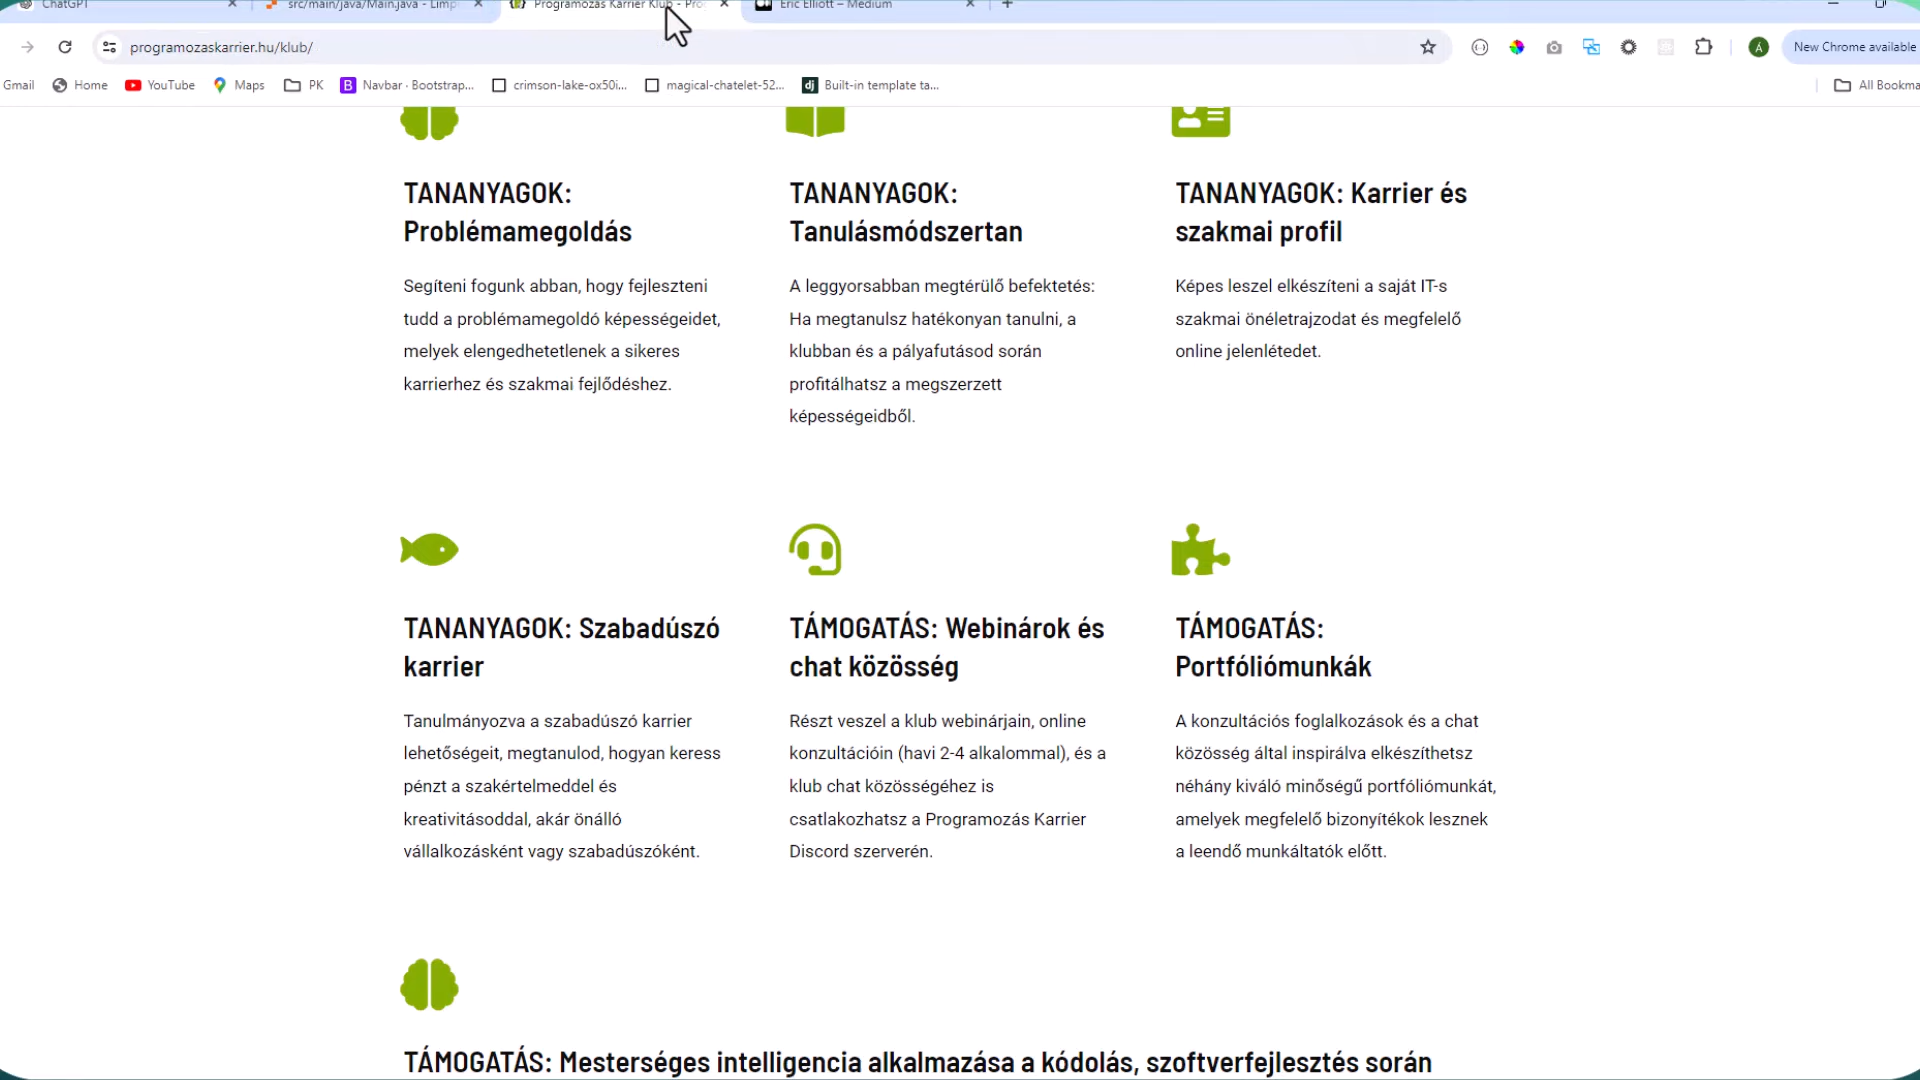 ChatGPT
src/main/java/Main.java - Limp
Programozás Karrier Klub - Pro
Eric Elliott – Medium
programozaskarrier.hu/klub/
Á
New Chrome available
Gmail
Home
YouTube
Maps
PK
Navbar · Bootstrap...
crimson-lake-ox50i...
magical-chatelet-52...
dj
Built-in template ta...
All Bookma
TANANYAGOK:
Problémamegoldás
Segíteni fogunk abban, hogy fejleszteni
tudd a problémamegoldó képességeidet,
melyek elengedhetetlenek a sikeres
karrierhez és szakmai fejlődéshez.
TANANYAGOK:
Tanulásmódszertan
A leggyorsabban megtérülő befektetés:
Ha megtanulsz hatékonyan tanulni, a
klubban és a pályafutásod során
profitálhatsz a megszerzett
képességeidből.
TANANYAGOK: Karrier és
szakmai profil
Képes leszel elkészíteni a saját IT-s
szakmai önéletrajzodat és megfelelő
online jelenlétedet.
TANANYAGOK: Szabadúszó
karrier
Tanulmányozva a szabadúszó karrier
lehetőségeit, megtanulod, hogyan keress
pénzt a szakértelmeddel és
kreativitásoddal, akár önálló
vállalkozásként vagy szabadúszóként.
TÁMOGATÁS: Webinárok és
chat közösség
Részt veszel a klub webinárjain, online
konzultációin (havi 2-4 alkalommal), és a
klub chat közösségéhez is
csatlakozhatsz a Programozás Karrier
Discord szerverén.
TÁMOGATÁS:
Portfóliómunkák
A konzultációs foglalkozások és a chat
közösség által inspirálva elkészíthetsz
néhány kiváló minőségű portfóliómunkát,
amelyek megfelelő bizonyítékok lesznek
a leendő munkáltatók előtt.
TÁMOGATÁS: Mesterséges intelligencia alkalmazása a kódolás, szoftverfejlesztés során